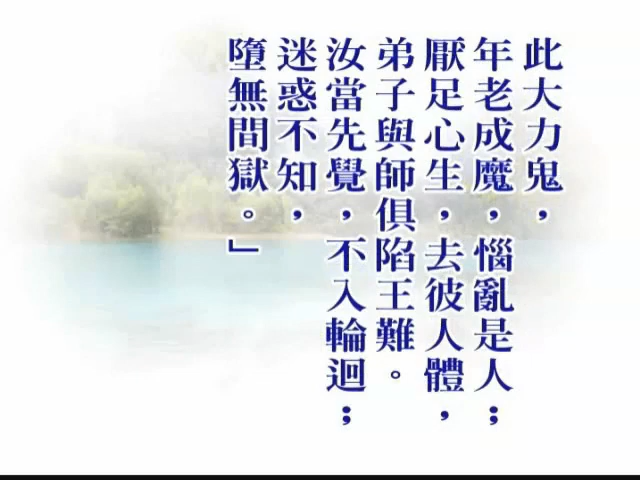 此大力鬼，
年老成魔，惱亂是人；
厭足心生，去彼人體，
弟子與師俱陷王難。
汝當先覺，不入輪迴；
迷惑不知，
墮無間獄。」